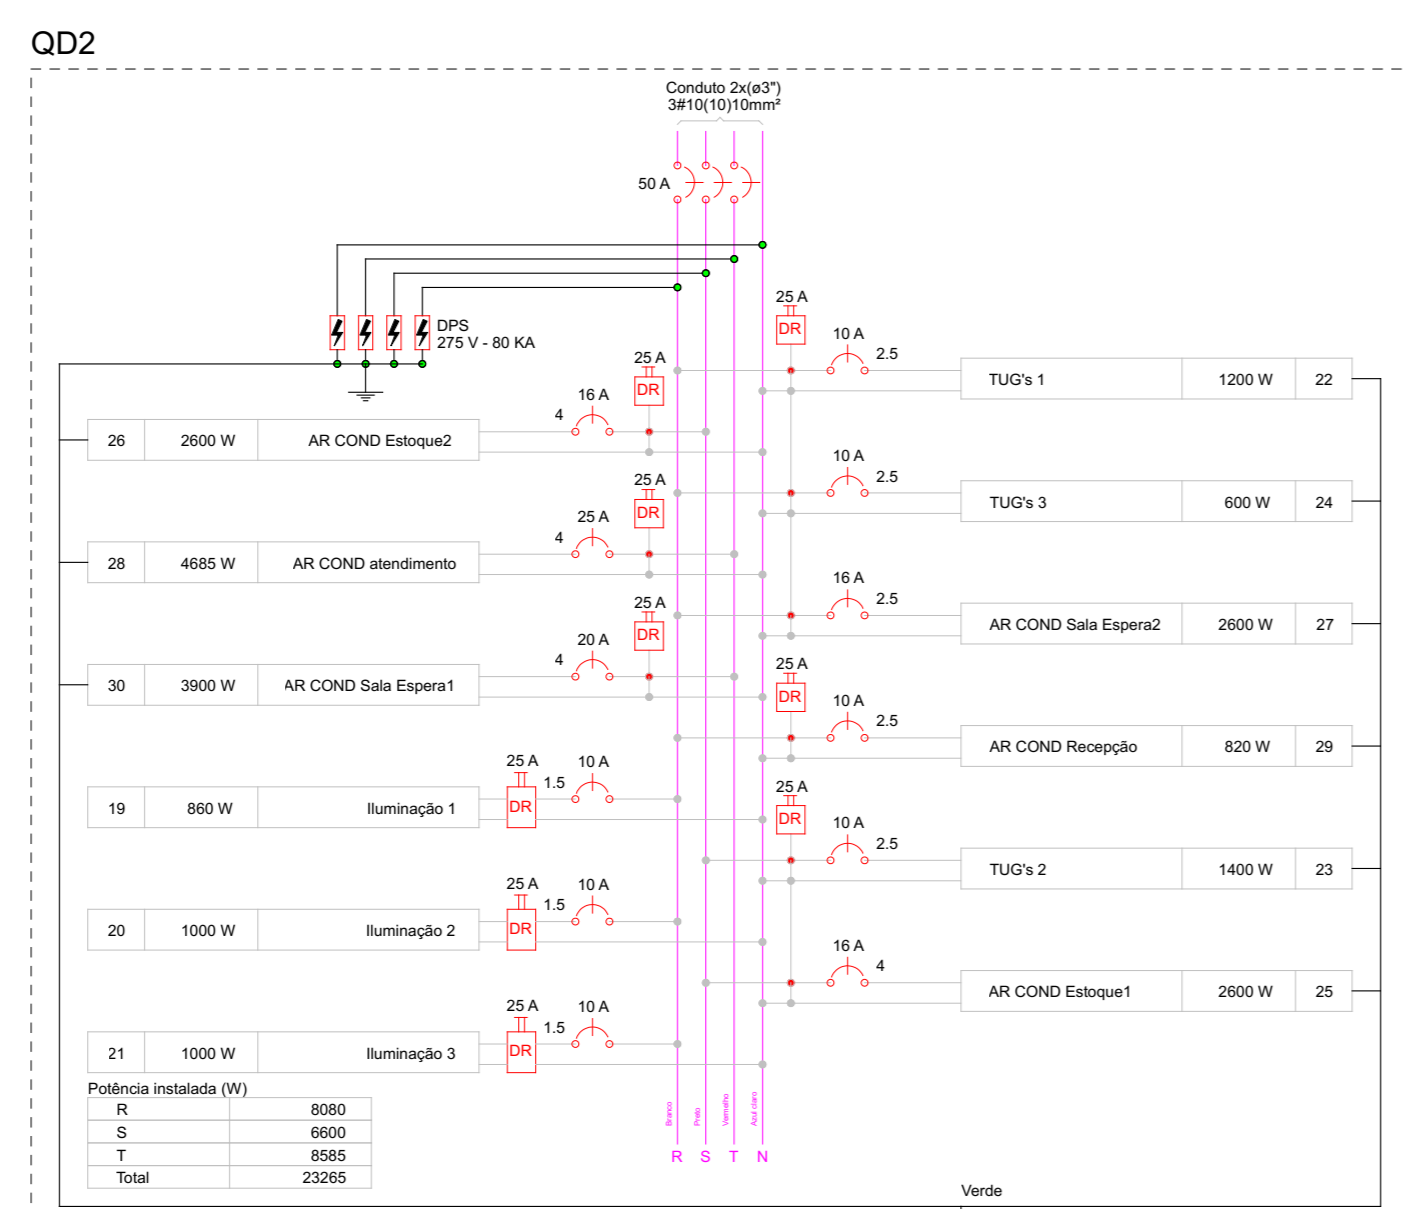 QD2
Conduto 2x(ø3")
3#10(10)10mm²
50 A
DPS
275 V - 80 KA
25 A
DR
10 A
2.5
TUG's 1 1200 W 22
25 A
DR
16 A
4
26 2600 W AR COND Estoque2
10 A
2.5
TUG's 3 600 W 24
25 A
DR
25 A
4
28 4685 W AR COND atendimento
16 A
2.5
AR COND Sala Espera2 2600 W 27
25 A
DR
20 A
4
30 3900 W AR COND Sala Espera1
25 A
DR
10 A
2.5
AR COND Recepção 820 W 29
25 A
DR
1.5
10 A
19 860 W Iluminação 1
25 A
DR
10 A
2.5
TUG's 2 1400 W 23
25 A
DR
1.5
10 A
20 1000 W Iluminação 2
16 A
4
AR COND Estoque1 2600 W 25
25 A
DR
1.5
10 A
21 1000 W Iluminação 3
Potência instalada (W)
R 8080
S 6600
T 8585
Total 23265
Branco
Preto
Vermelho
Azul claro
R S T N
Verde